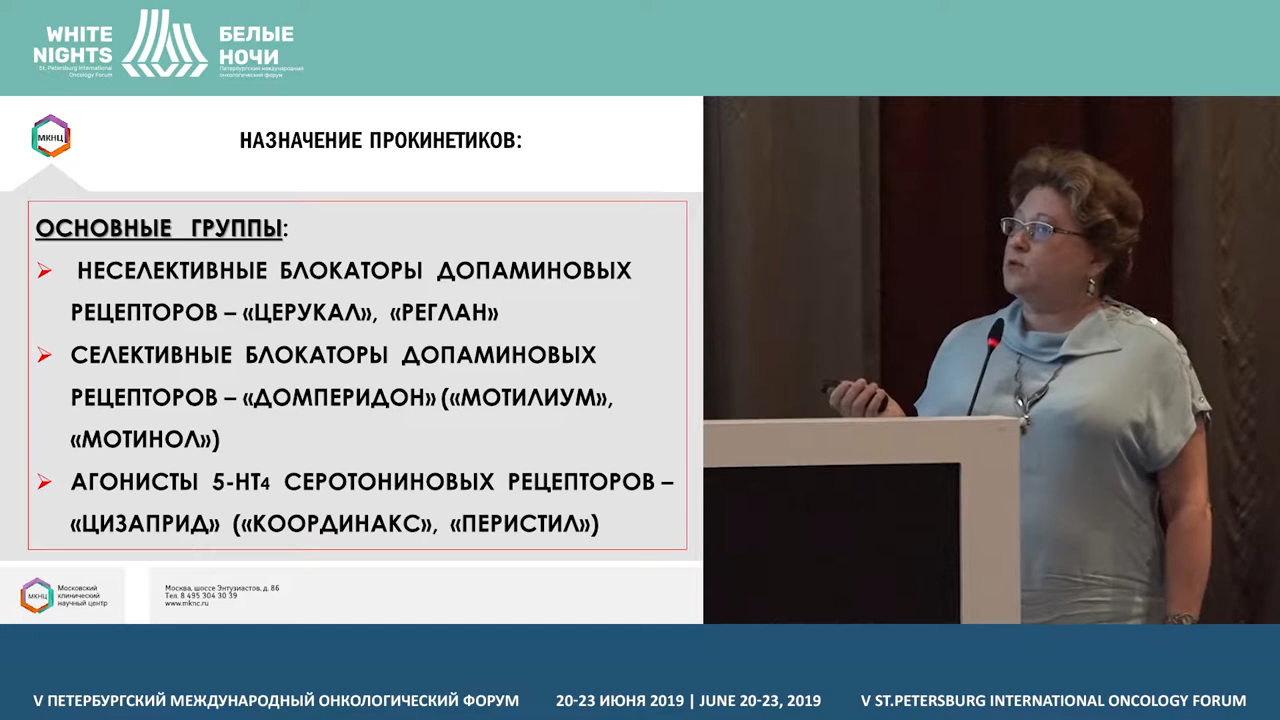 WHITE
NIGHTS
St. Petersburg International
Oncology Forum
БЕЛЫЕ
НОЧИ
Петербургский международный
онкологический форум
МКНЦ
НАЗНАЧЕНИЕ ПРОКИНЕТИКОВ:
ОСНОВНЫЕ ГРУППЫ:
НЕСЕЛЕКТИВНЫЕ БЛОКАТОРЫ ДОПАМИНОВЫХ
РЕЦЕПТОРОВ – «ЦЕРУКАЛ», «РЕГЛАН»
СЕЛЕКТИВНЫЕ БЛОКАТОРЫ ДОПАМИНОВЫХ
РЕЦЕПТОРОВ – «ДОМПЕРИДОН» («МОТИЛИУМ»,
«МОТИНОЛ»)
АГОНИСТЫ 5-НТ4 СЕРОТОНИНОВЫХ РЕЦЕПТОРОВ –
«ЦИЗАПРИД» («КООРДИНАКС», «ПЕРИСТИЛ»)
МКНЦ
Московский
клинический
научный центр
Москва, шоссе Энтузиастов, д. 86
Тел. 8 495 304 30 39
www.mknc.ru
V ПЕТЕРБУРГСКИЙ МЕЖДУНАРОДНЫЙ ОНКОЛОГИЧЕСКИЙ ФОРУМ
20-23 ИЮНЯ 2019 | JUNE 20-23, 2019
V ST.PETERSBURG INTERNATIONAL ONCOLOGY FORUM